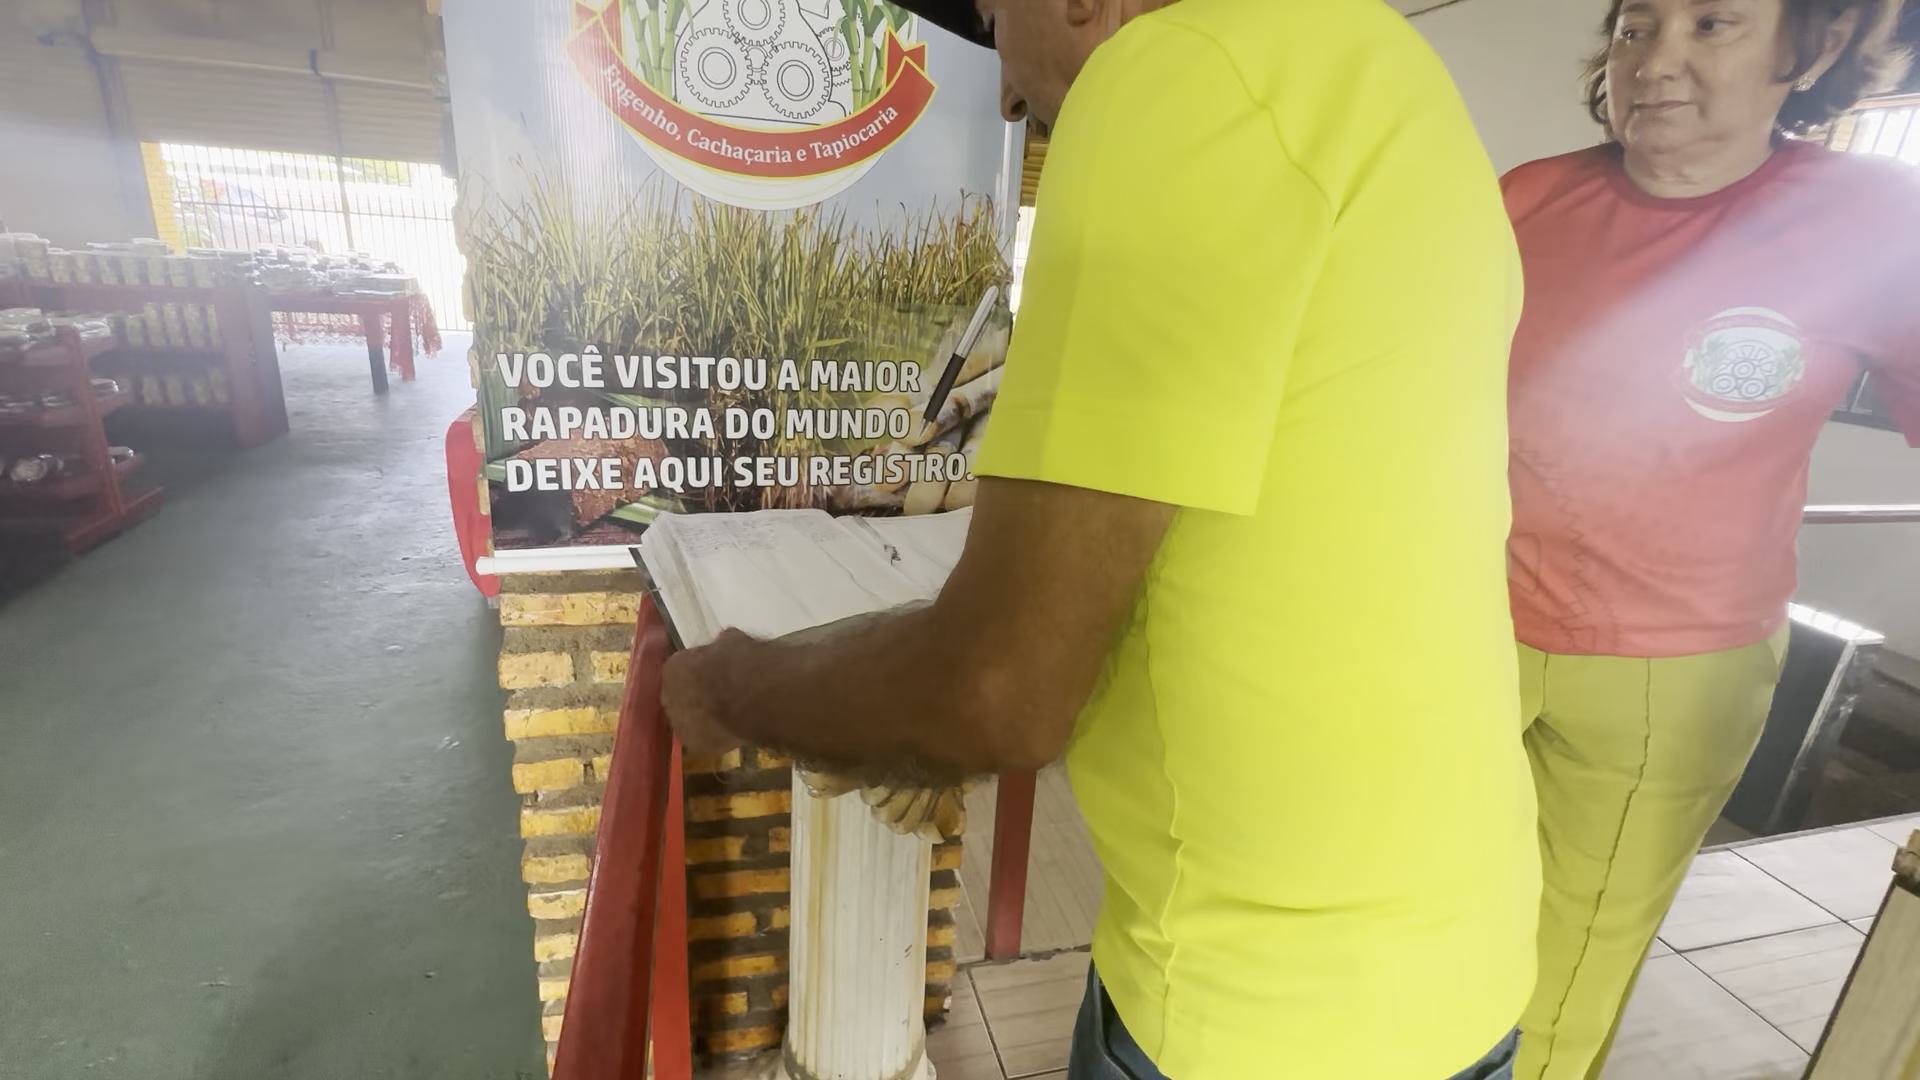 Engenho, Cachaçaria e Tapiocaria
VOCÊ VISITOU A MAIOR
RAPADURA DO MUNDO
DEIXE AQUI SEU REGISTRO.